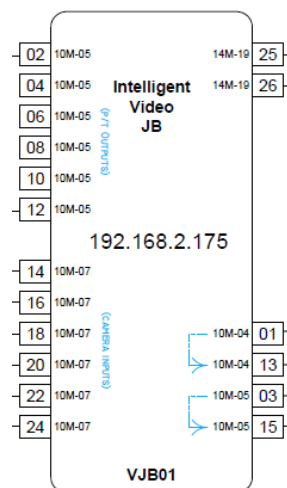 02 10M-05 14M-19 25
04 10M-05 Intelligent 14M-19 26
Video
06 10M-05 JB
(P/T OUTPUTS)
08 10M-05
10 10M-05
12 10M-05
192.168.2.175
14 10M-07
16 10M-07
(CAMERA INPUTS)
18 10M-07 10M-04 01
20 10M-07 10M-04 13
22 10M-07 10M-05 03
24 10M-07 10M-05 15
VJB01